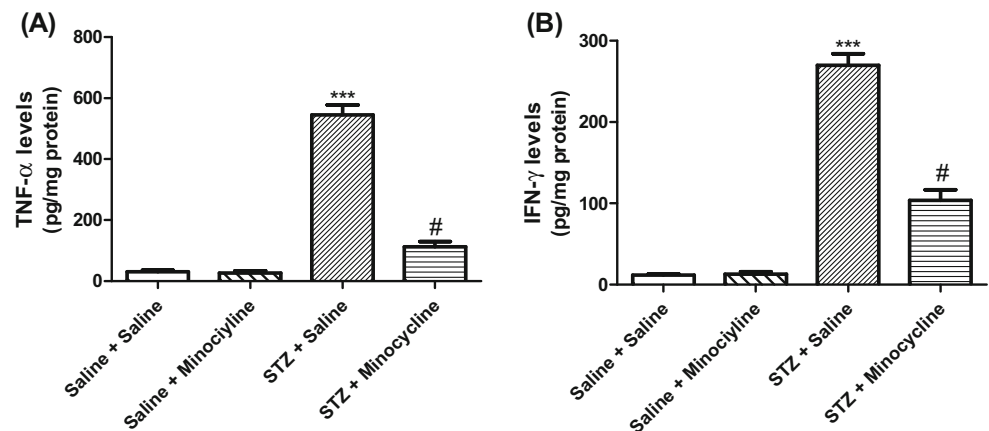 (A)
TNF-α levels
(pg/mg protein)
800
600
400
200
0
***
#
Saline + Saline
Saline + Minociyline
STZ + Saline
STZ + Minocycline
(B)
IFN-γ levels
(pg/mg protein)
300
200
100
0
***
#
Saline + Saline
Saline + Minociyline
STZ + Saline
STZ + Minocycline